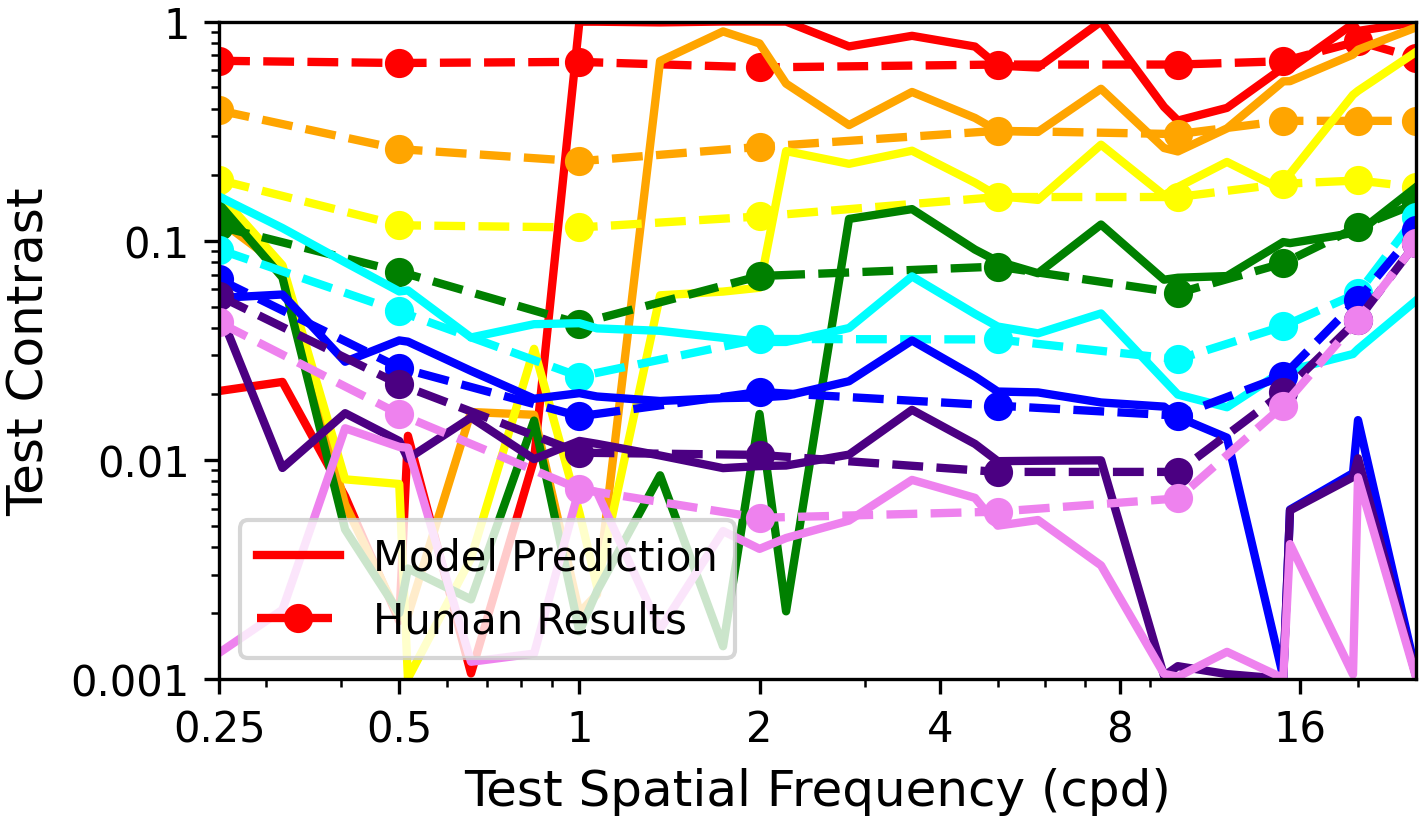 1
0.1
0.01
0.001
Test Contrast
Model Prediction
Human Results
0.25 0.5 1 2 4 8 16
Test Spatial Frequency (cpd)